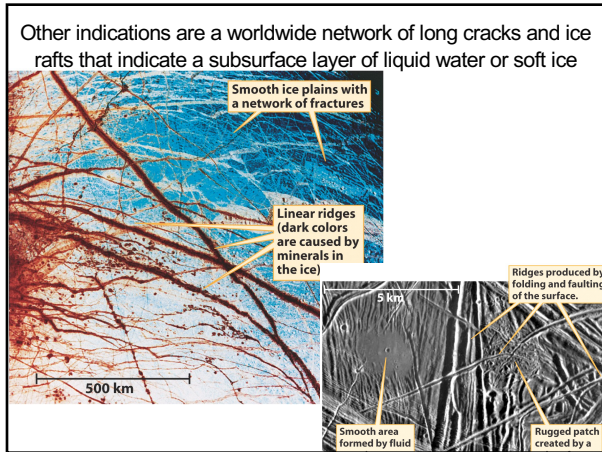 Other indications are a worldwide network of long cracks and ice
rafts that indicate a subsurface layer of liquid water or soft ice
Smooth ice plains with
a network of fractures
Linear ridges
(dark colors
are caused by
minerals in
the ice)
500 km
Ridges produced by
folding and faulting
of the surface.
5 km
Smooth area
formed by fluid
Rugged patch
created by a